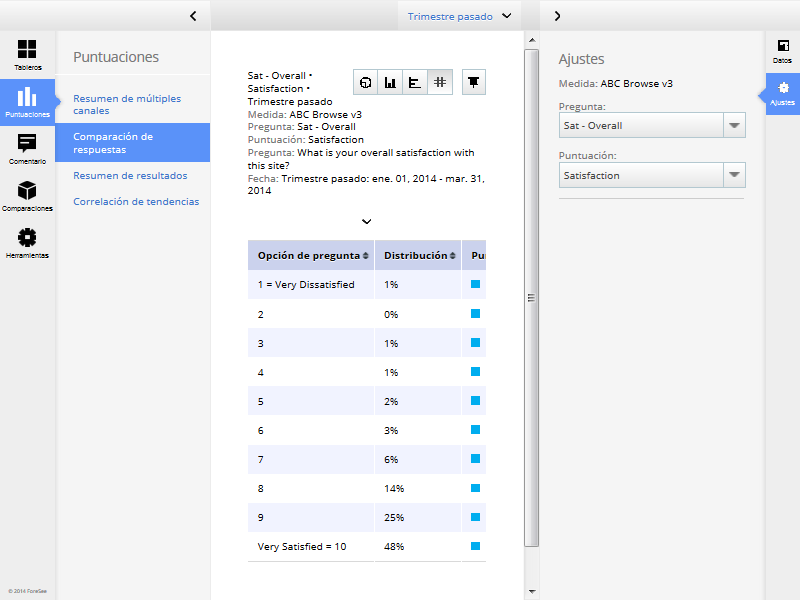 Trimestre pasado
Tableros
Puntuaciones
Comentario
Comparaciones
Herramientas
© 2014 ForeSee
Puntuaciones
Resumen de múltiples
canales
Comparación de
respuestas
Resumen de resultados
Correlación de tendencias
Sat - Overall •
Satisfaction •
Trimestre pasado
Medida: ABC Browse v3
Pregunta: Sat - Overall
Puntuación: Satisfaction
Pregunta: What is your overall satisfaction with
this site?
Fecha: Trimestre pasado: ene. 01, 2014 - mar. 31,
2014
Opción de pregunta Distribución Pu
1 = Very Dissatisfied 1%
2 0%
3 1%
4 1%
5 2%
6 3%
7 6%
8 14%
9 25%
Very Satisfied = 10 48%
Ajustes
Medida: ABC Browse v3
Pregunta:
Sat - Overall
Puntuación:
Satisfaction
Datos
Ajustes